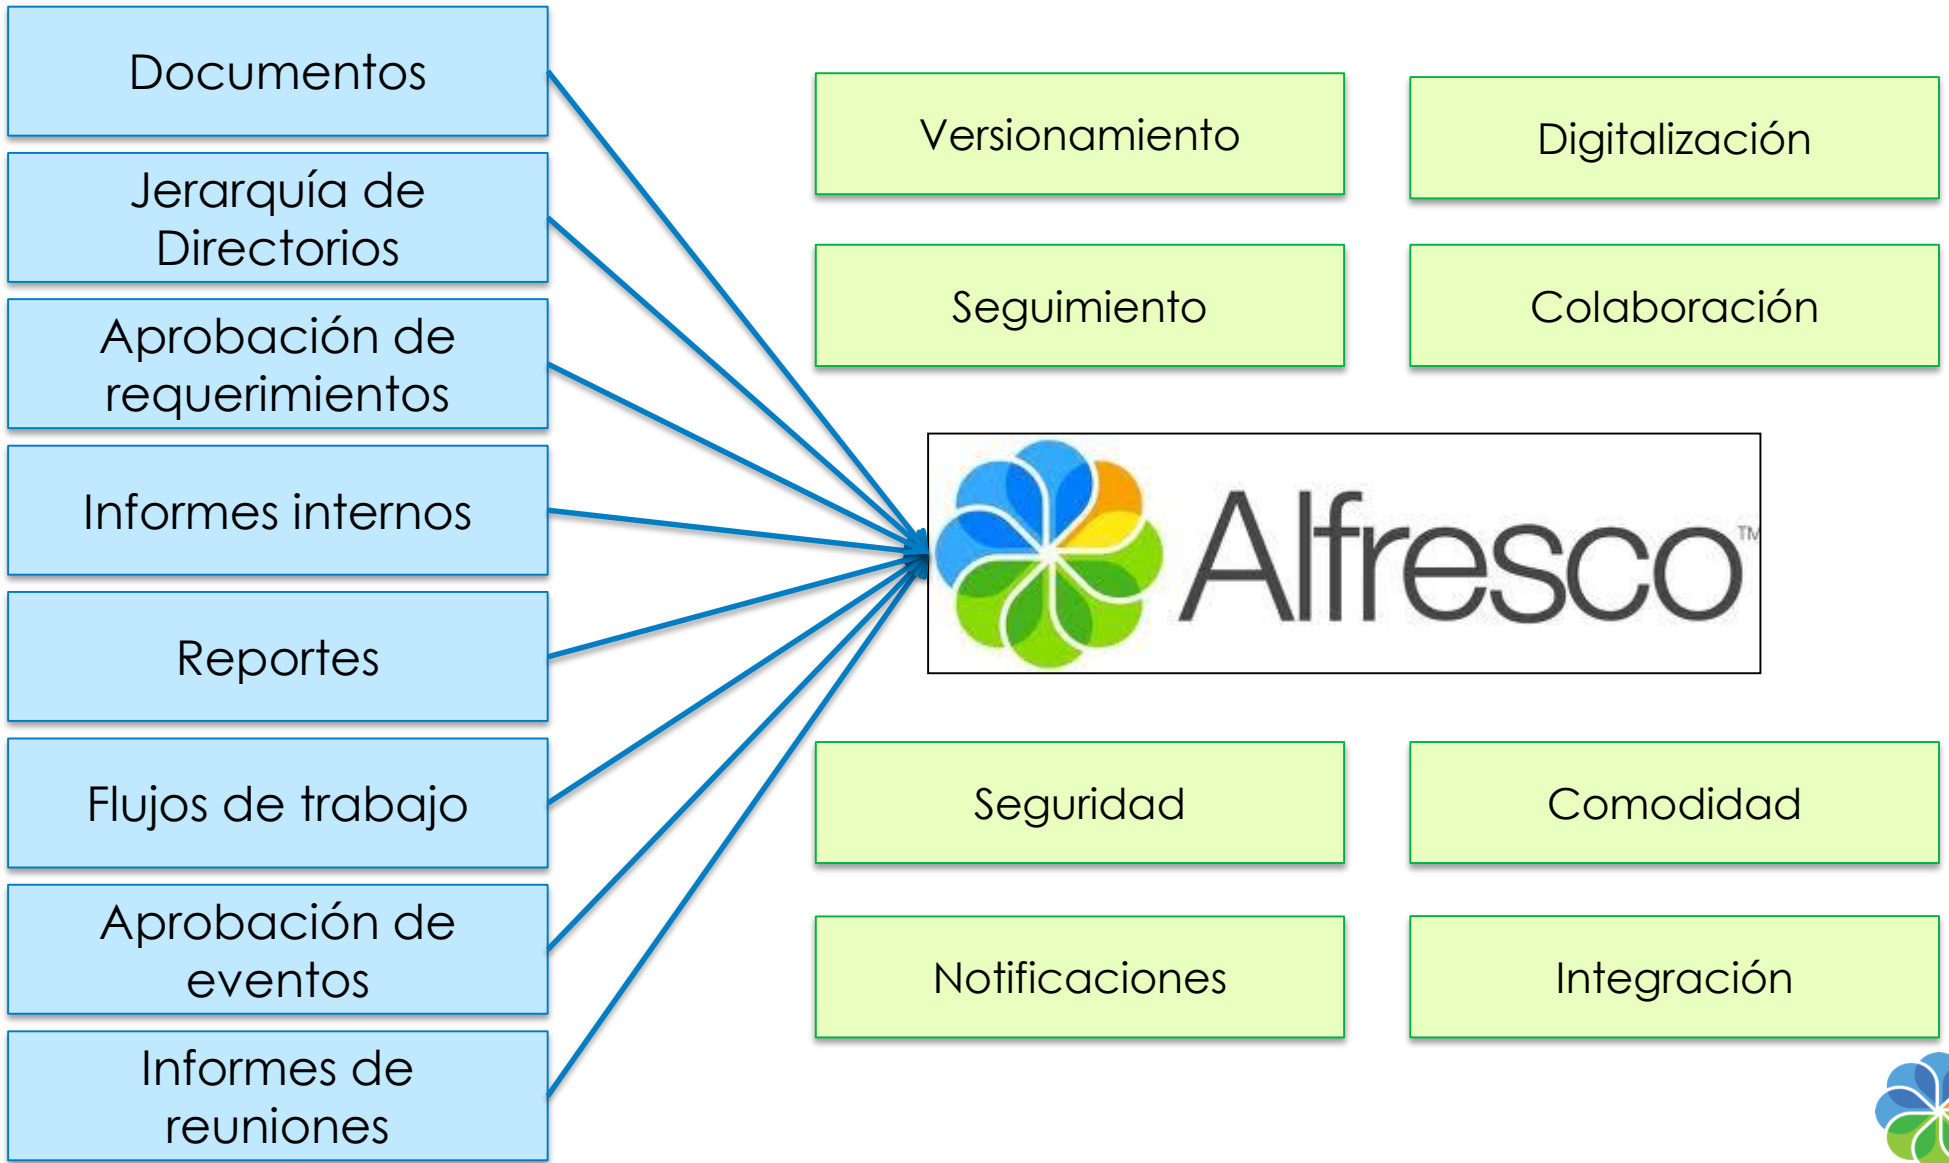 Documentos
Jerarquía de
Directorios
Aprobación de
requerimientos
Informes internos
Reportes
Flujos de trabajo
Aprobación de
eventos
Informes de
reuniones
Versionamiento
Digitalización
Seguimiento
Colaboración
Alfresco™
Seguridad
Comodidad
Notificaciones
Integración